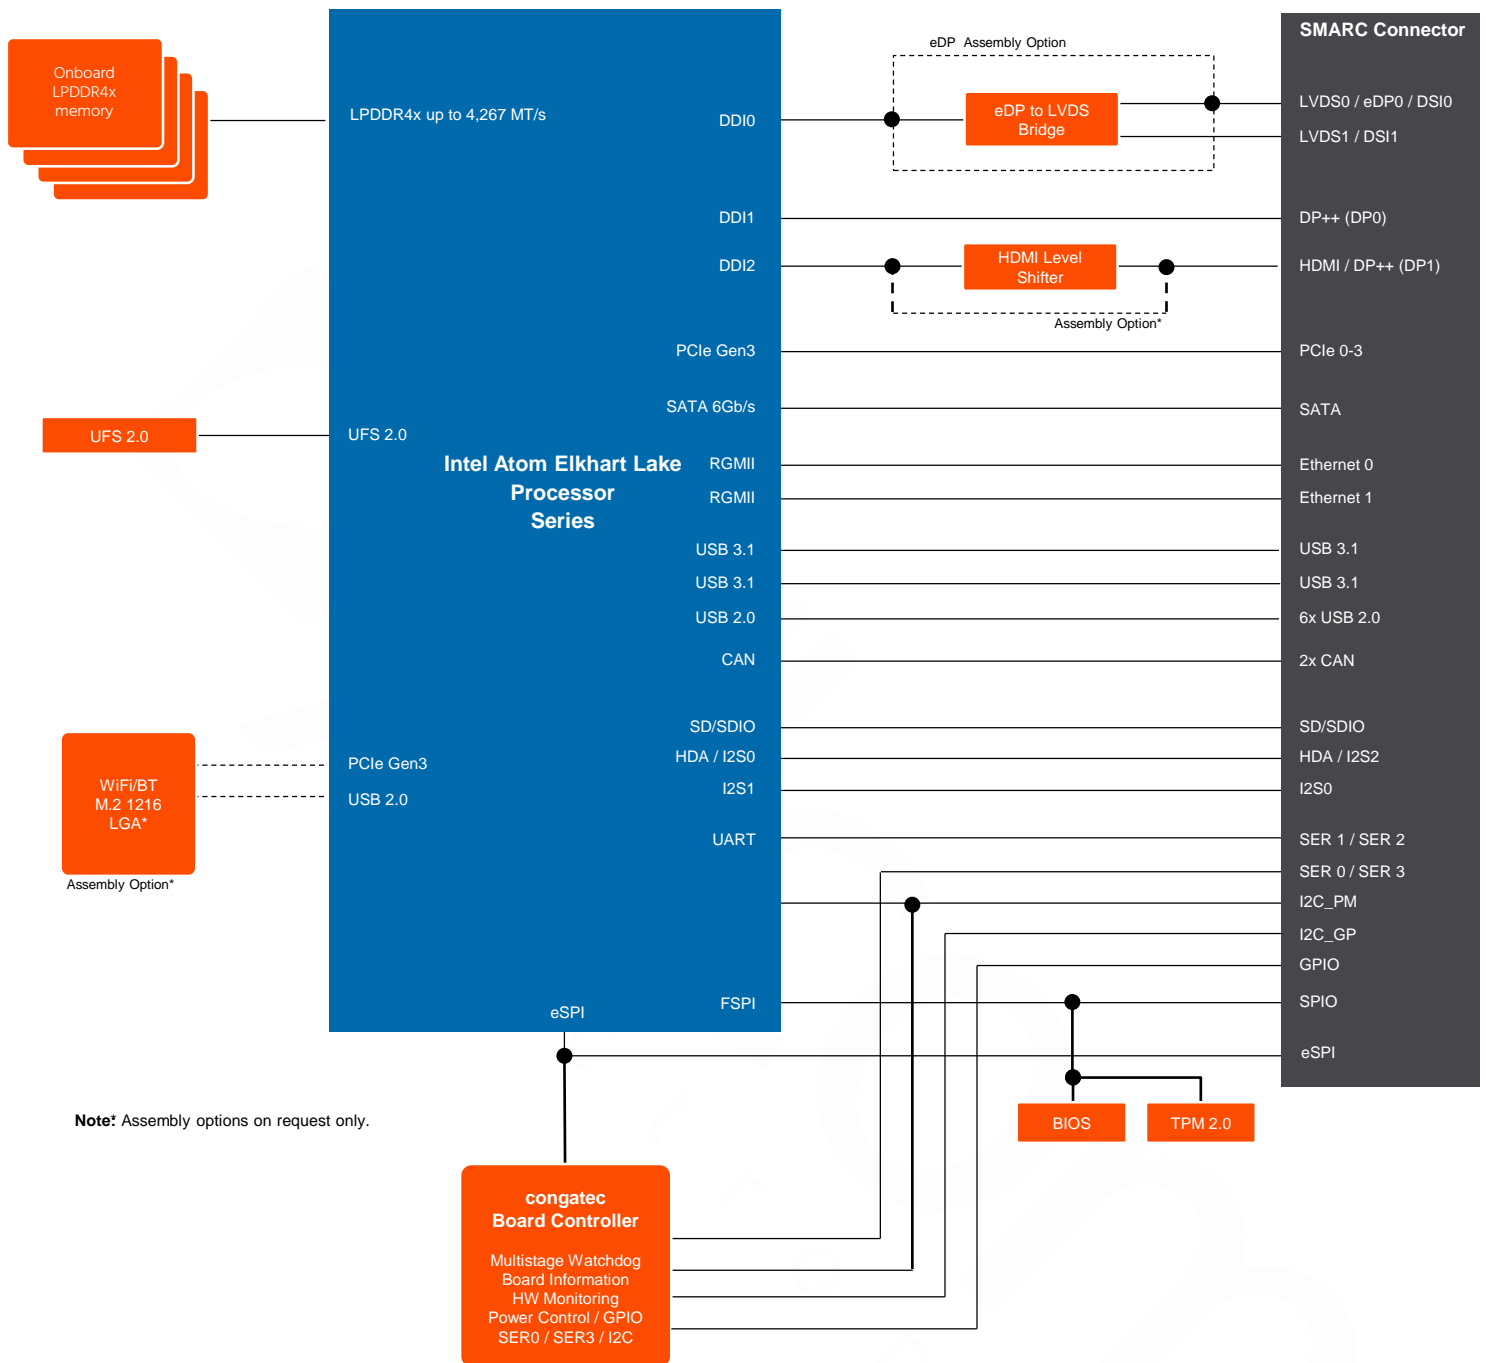 SMARC Connector
eDP Assembly Option
Onboard
LPDDR4x
memory
LPDDR4x up to 4,267 MT/s
DDI0
eDP to LVDS
Bridge
LVDS0 / eDP0 / DSI0
LVDS1 / DSI1
DDI1
DP++ (DP0)
DDI2
HDMI Level
Shifter
HDMI / DP++ (DP1)
Assembly Option*
PCIe Gen3
PCIe 0-3
SATA 6Gb/s
SATA
UFS 2.0
UFS 2.0
Intel Atom Elkhart Lake
Processor
Series
RGMII
Ethernet 0
RGMII
Ethernet 1
USB 3.1
USB 3.1
USB 3.1
USB 3.1
USB 2.0
6x USB 2.0
CAN
2x CAN
SD/SDIO
SD/SDIO
HDA / I2S0
HDA / I2S2
I2S1
I2S0
WiFi/BT
M.2 1216
LGA*
Assembly Option*
PCIe Gen3
USB 2.0
UART
SER 1 / SER 2
SER 0 / SER 3
I2C_PM
I2C_GP
GPIO
FSPI
SPIO
eSPI
eSPI
Note*: Assembly options on request only.
BIOS
TPM 2.0
congatec
Board Controller
Multistage Watchdog
Board Information
HW Monitoring
Power Control / GPIO
SER0 / SER3 / I2C